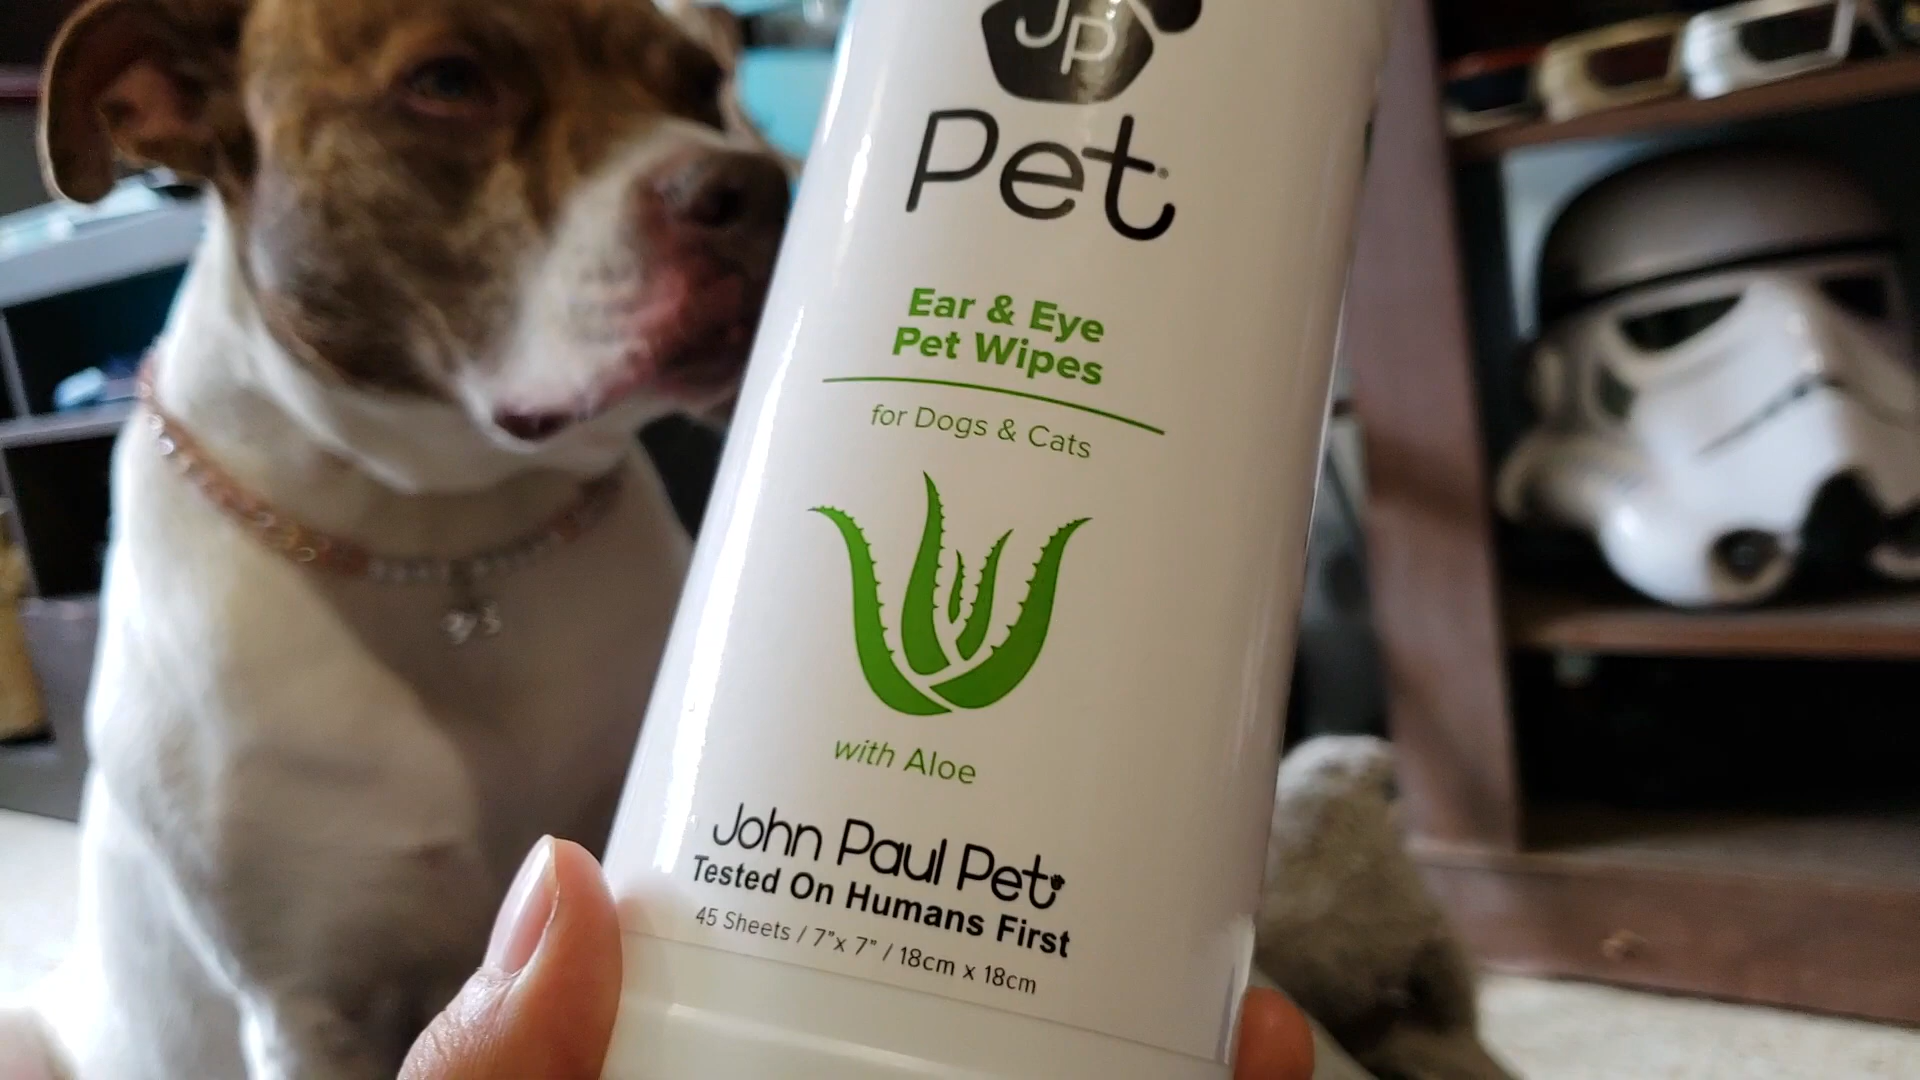 JP
Pet®
Ear & Eye
Pet Wipes
for Dogs & Cats
with Aloe
John Paul Pet
Tested On Humans First
45 Sheets / 7"x 7" / 18cm x 18cm